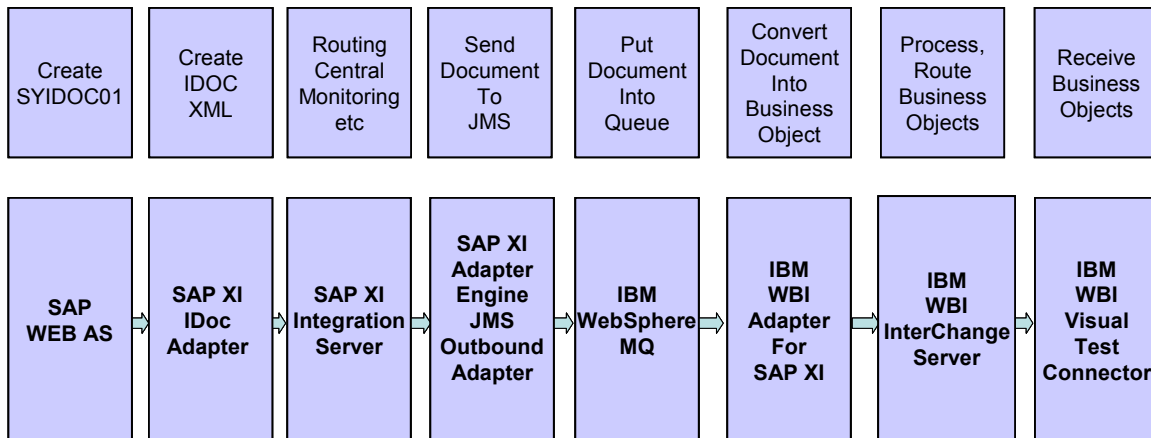 Create
SYIDOC01
Create
IDOC
XML
Routing
Central
Monitoring
etc
Send
Document
To
JMS
Put
Document
Into
Queue
Convert
Document
Into
Business
Object
Process,
Route
Business
Objects
Receive
Business
Objects
SAP
WEB AS
SAP XI
IDoc
Adapter
SAP XI
Integration
Server
SAP XI
Adapter
Engine
JMS
Outbound
Adapter
IBM
WebSphere
MQ
IBM
WBI
Adapter
For
SAP XI
IBM
WBI
InterChange
Server
IBM
WBI
Visual
Test
Connector